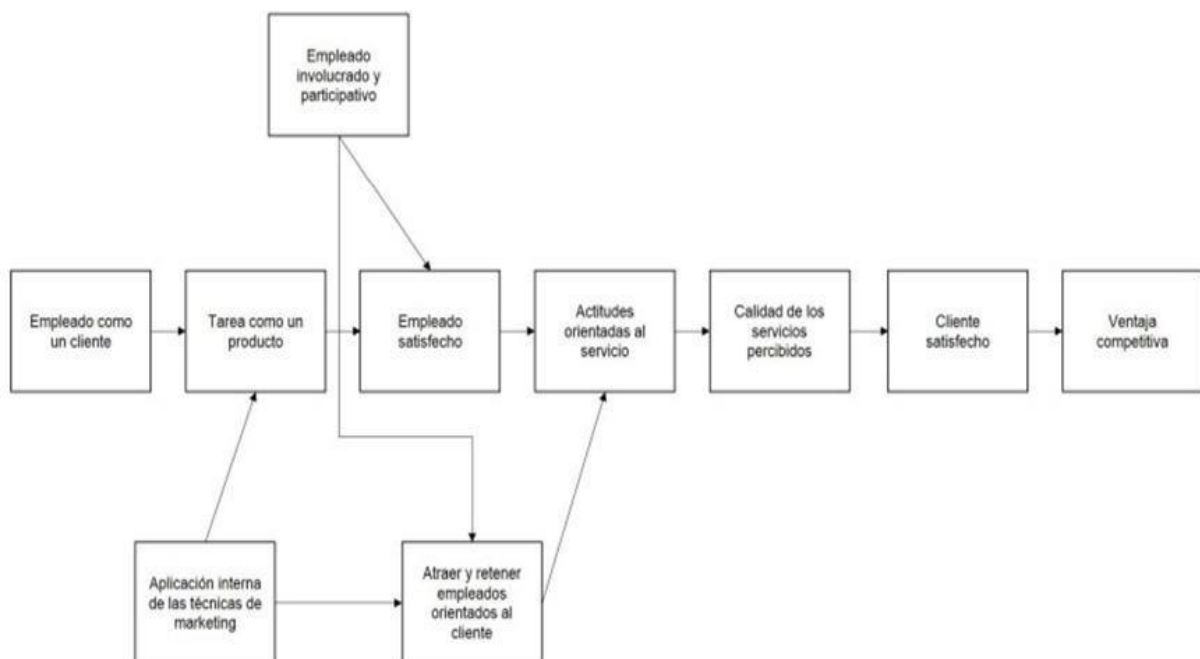 Empleado
involucrado y
participativo
Empleado como
un cliente
Tarea como un
producto
Empleado
satisfecho
Actitudes
orientadas al
servicio
Calidad de los
servicios
percibidos
Cliente
satisfecho
Ventaja
competitiva
Aplicación interna
de las técnicas de
marketing
Atraer y retener
empleados
orientados al
cliente